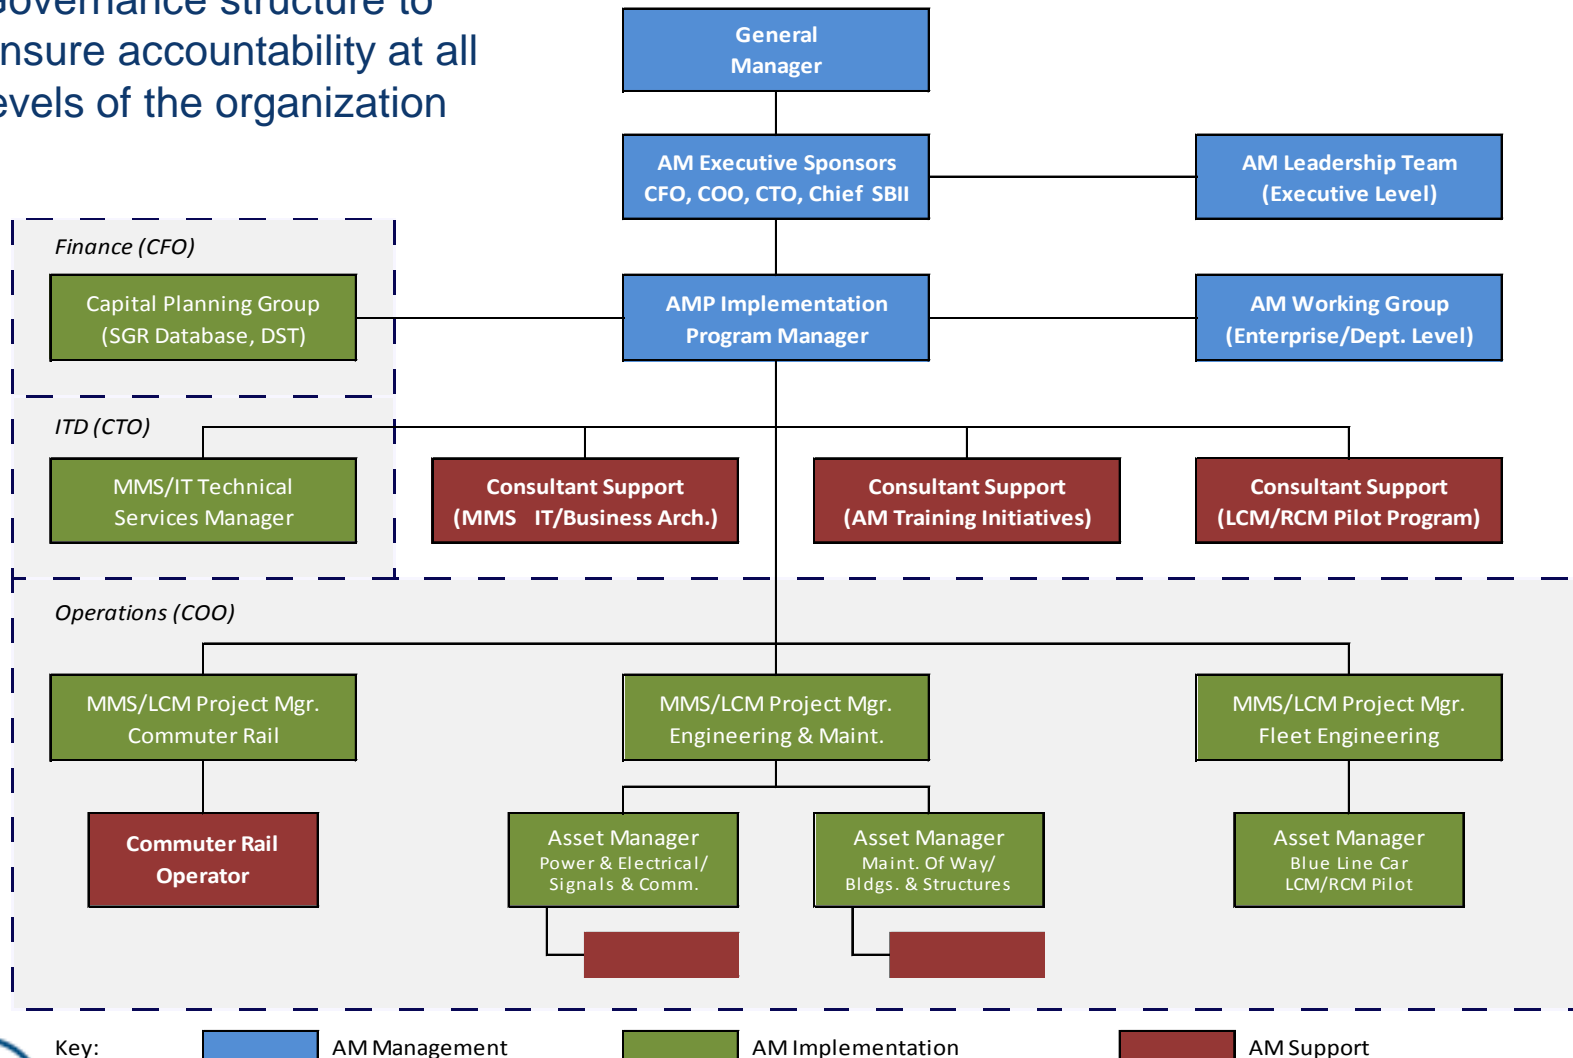 Governance structure to
ensure accountability at all
levels of the organization
General
Manager
AM Executive Sponsors
CFO, COO, CTO, Chief SBII
AM Leadership Team
(Executive Level)
Finance (CFO)
Capital Planning Group
(SGR Database, DST)
AMP Implementation
Program Manager
AM Working Group
(Enterprise/Dept. Level)
ITD (CTO)
MMS/IT Technical
Services Manager
Consultant Support
(MMS IT/Business Arch.)
Consultant Support
(AM Training Initiatives)
Consultant Support
(LCM/RCM Pilot Program)
Operations (COO)
MMS/LCM Project Mgr.
Commuter Rail
MMS/LCM Project Mgr.
Engineering & Maint.
MMS/LCM Project Mgr.
Fleet Engineering
Commuter Rail
Operator
Asset Manager
Power & Electrical/
Signals & Comm.
Asset Manager
Maint. Of Way/
Bldgs. & Structures
Asset Manager
Blue Line Car
LCM/RCM Pilot
Key:
AM Management
AM Implementation
AM Support